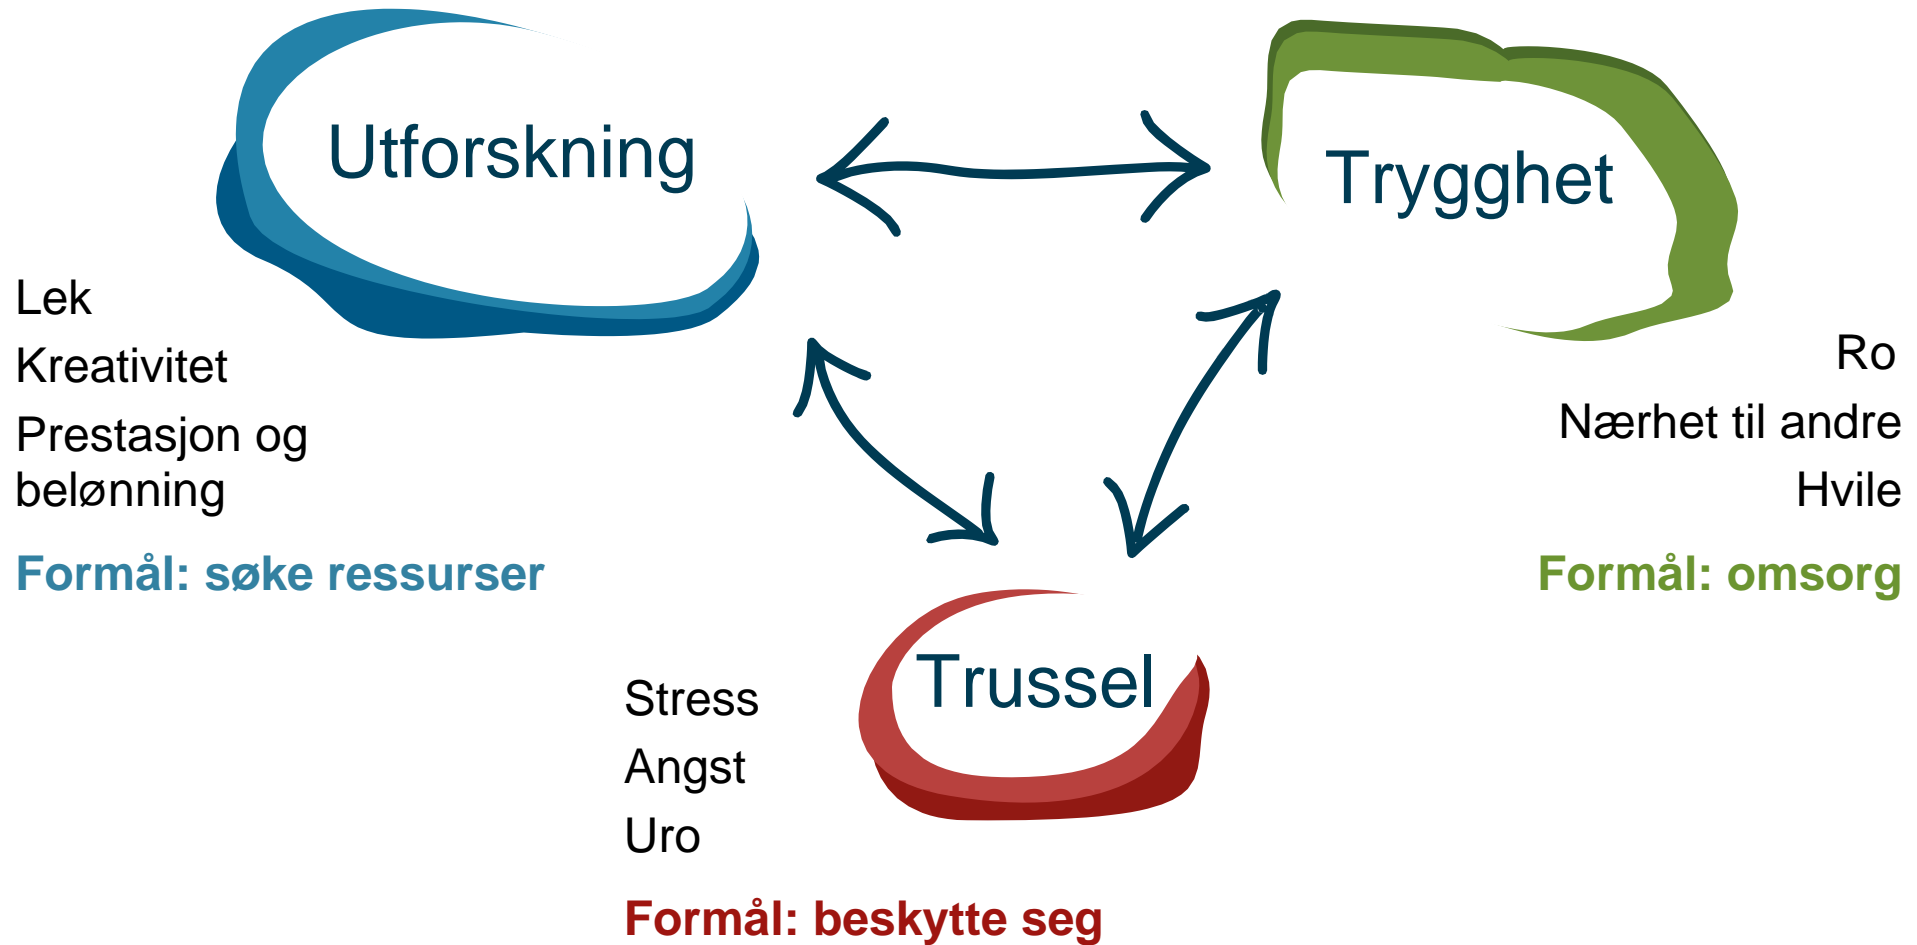 Utforskning
Trygghet
Lek
Kreativitet
Prestasjon og
belønning
Formål: søke ressurser
Ro
Nærhet til andre
Hvile
Formål: omsorg
Trussel
Stress
Angst
Uro
Formål: beskytte seg